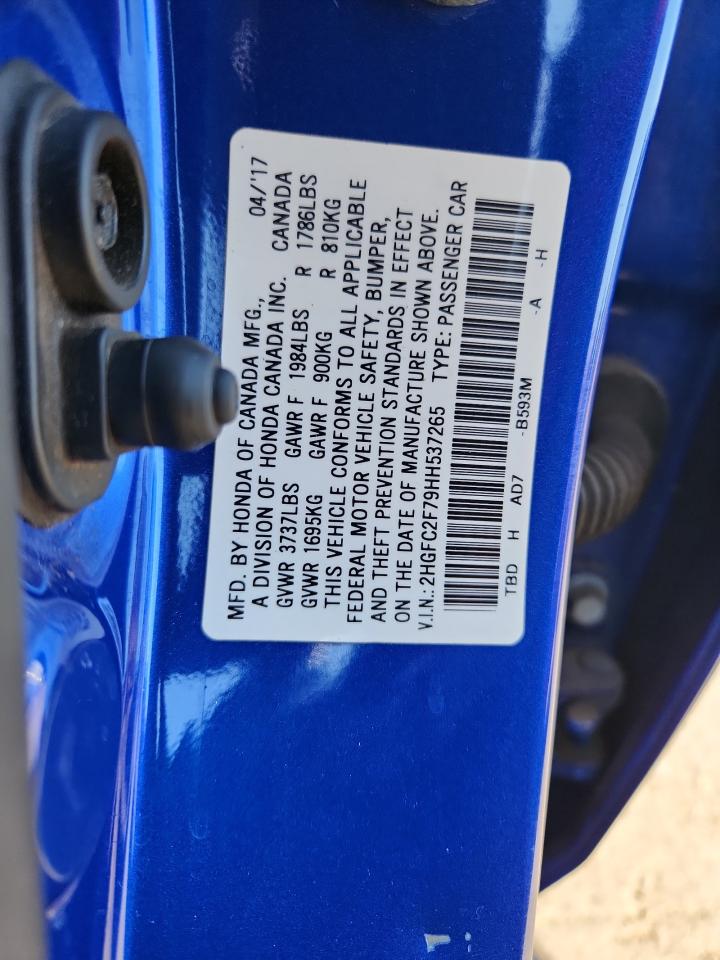 MFD. BY HONDA OF CANADA MFG., 04/'17
A DIVISION OF HONDA CANADA INC. CANADA
GVWR 3737LBS GAWR F 1984LBS R 1786LBS
GVWR 1695KG GAWR F 900KG R 810KG
THIS VEHICLE CONFORMS TO ALL APPLICABLE
FEDERAL MOTOR VEHICLE SAFETY, BUMPER,
AND THEFT PREVENTION STANDARDS IN EFFECT
ON THE DATE OF MANUFACTURE SHOWN ABOVE.
V.I.N.: 2HGFC2F79HH537265 TYPE: PASSENGER CAR
TBD H AD7 -B593M -A -H